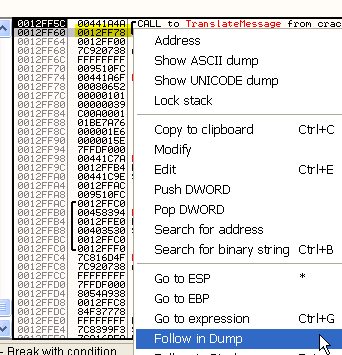 0012FF5C 00441A4A CALL to TranslateMessage from crac
0012FF60 0012FF78
0012FF64 0012FF00
0012FF68 7C920738
0012FF6C FFFFFFFF
0012FF70 009510FC
0012FF74 00441A6F
0012FF78 00080652
0012FF7C 00000101
0012FF80 00000039
0012FF84 C00A0001
0012FF88 01BE7A76
0012FF8C 000001E6
0012FF90 0000015E
0012FF94 7FFDF000
0012FF98 00441C7A
0012FF9C 0012FFB4
0012FFA0 00441C9E
0012FFA4 0012FFAC
0012FFA8 009510FC
0012FFAC 0012FFC0
0012FFB0 00458394
0012FFB4 0012FFE0
0012FFB8 00403530
0012FFBC 0012FFC0
0012FFC0 0012FFF0
0012FFC4 7C816D4F
0012FFC8 7C920738
0012FFCC FFFFFFFF
0012FFD0 7FFDF000
0012FFD4 8054A938
0012FFD8 0012FFC8
0012FFDC 84F37778
0012FFE0 FFFFFFFF
0012FFE4 7C8399F3
Address
Show ASCII dump
Show UNICODE dump
Lock stack
Copy to clipboard Ctrl+C
Modify
Edit Ctrl+E
Push DWORD
Pop DWORD
Search for address
Search for binary string Ctrl+B
Go to ESP *
Go to EBP
Go to expression Ctrl+G
Follow in Dump
- Break with condition